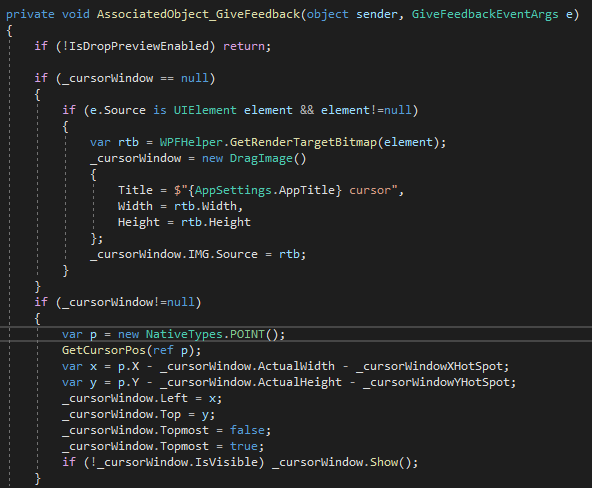 private void AssociatedObject_GiveFeedback(object sender, GiveFeedbackEventArgs e)
{
    if (!IsDropPreviewEnabled) return;

    if (_cursorWindow == null)
    {
        if (e.Source is UIElement element && element!=null)
        {
            var rtb = WPFHelper.GetRenderTargetBitmap(element);
            _cursorWindow = new DragImage()
            {
                Title = $"{AppSettings.AppTitle} cursor",
                Width = rtb.Width,
                Height = rtb.Height
            };
            _cursorWindow.IMG.Source = rtb;
        }
    }
    if (_cursorWindow!=null)
    {
        var p = new NativeTypes.POINT();
        GetCursorPos(ref p);
        var x = p.X - _cursorWindow.ActualWidth - _cursorWindowXHotSpot;
        var y = p.Y - _cursorWindow.ActualHeight - _cursorWindowYHotSpot;
        _cursorWindow.Left = x;
        _cursorWindow.Top = y;
        _cursorWindow.Topmost = false;
        _cursorWindow.Topmost = true;
        if (!_cursorWindow.IsVisible) _cursorWindow.Show();
    }